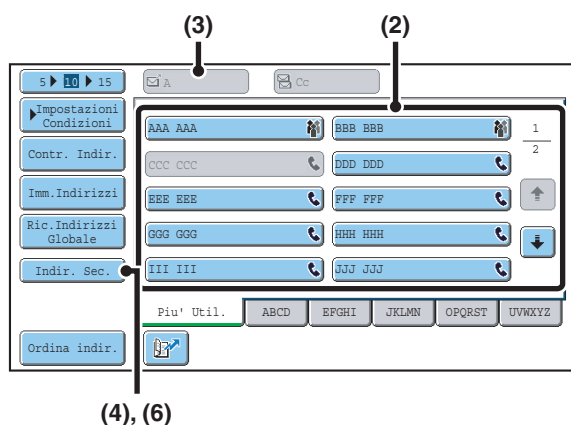 (3) (2)
5 10 15 A Cc
Impostazioni
Condizioni
AAA AAA BBB BBB 1
2
Contr. Indir. CCC CCC DDD DDD
Imm.Indirizzi EEE EEE FFF FFF
Ric.Indirizzi
Globale
GGG GGG HHH HHH
Indir. Sec. III III JJJ JJJ
Piu' Util. ABCD EFGHI JKLMN OPQRST UVWXYZ
Ordina indir.
(4), (6)